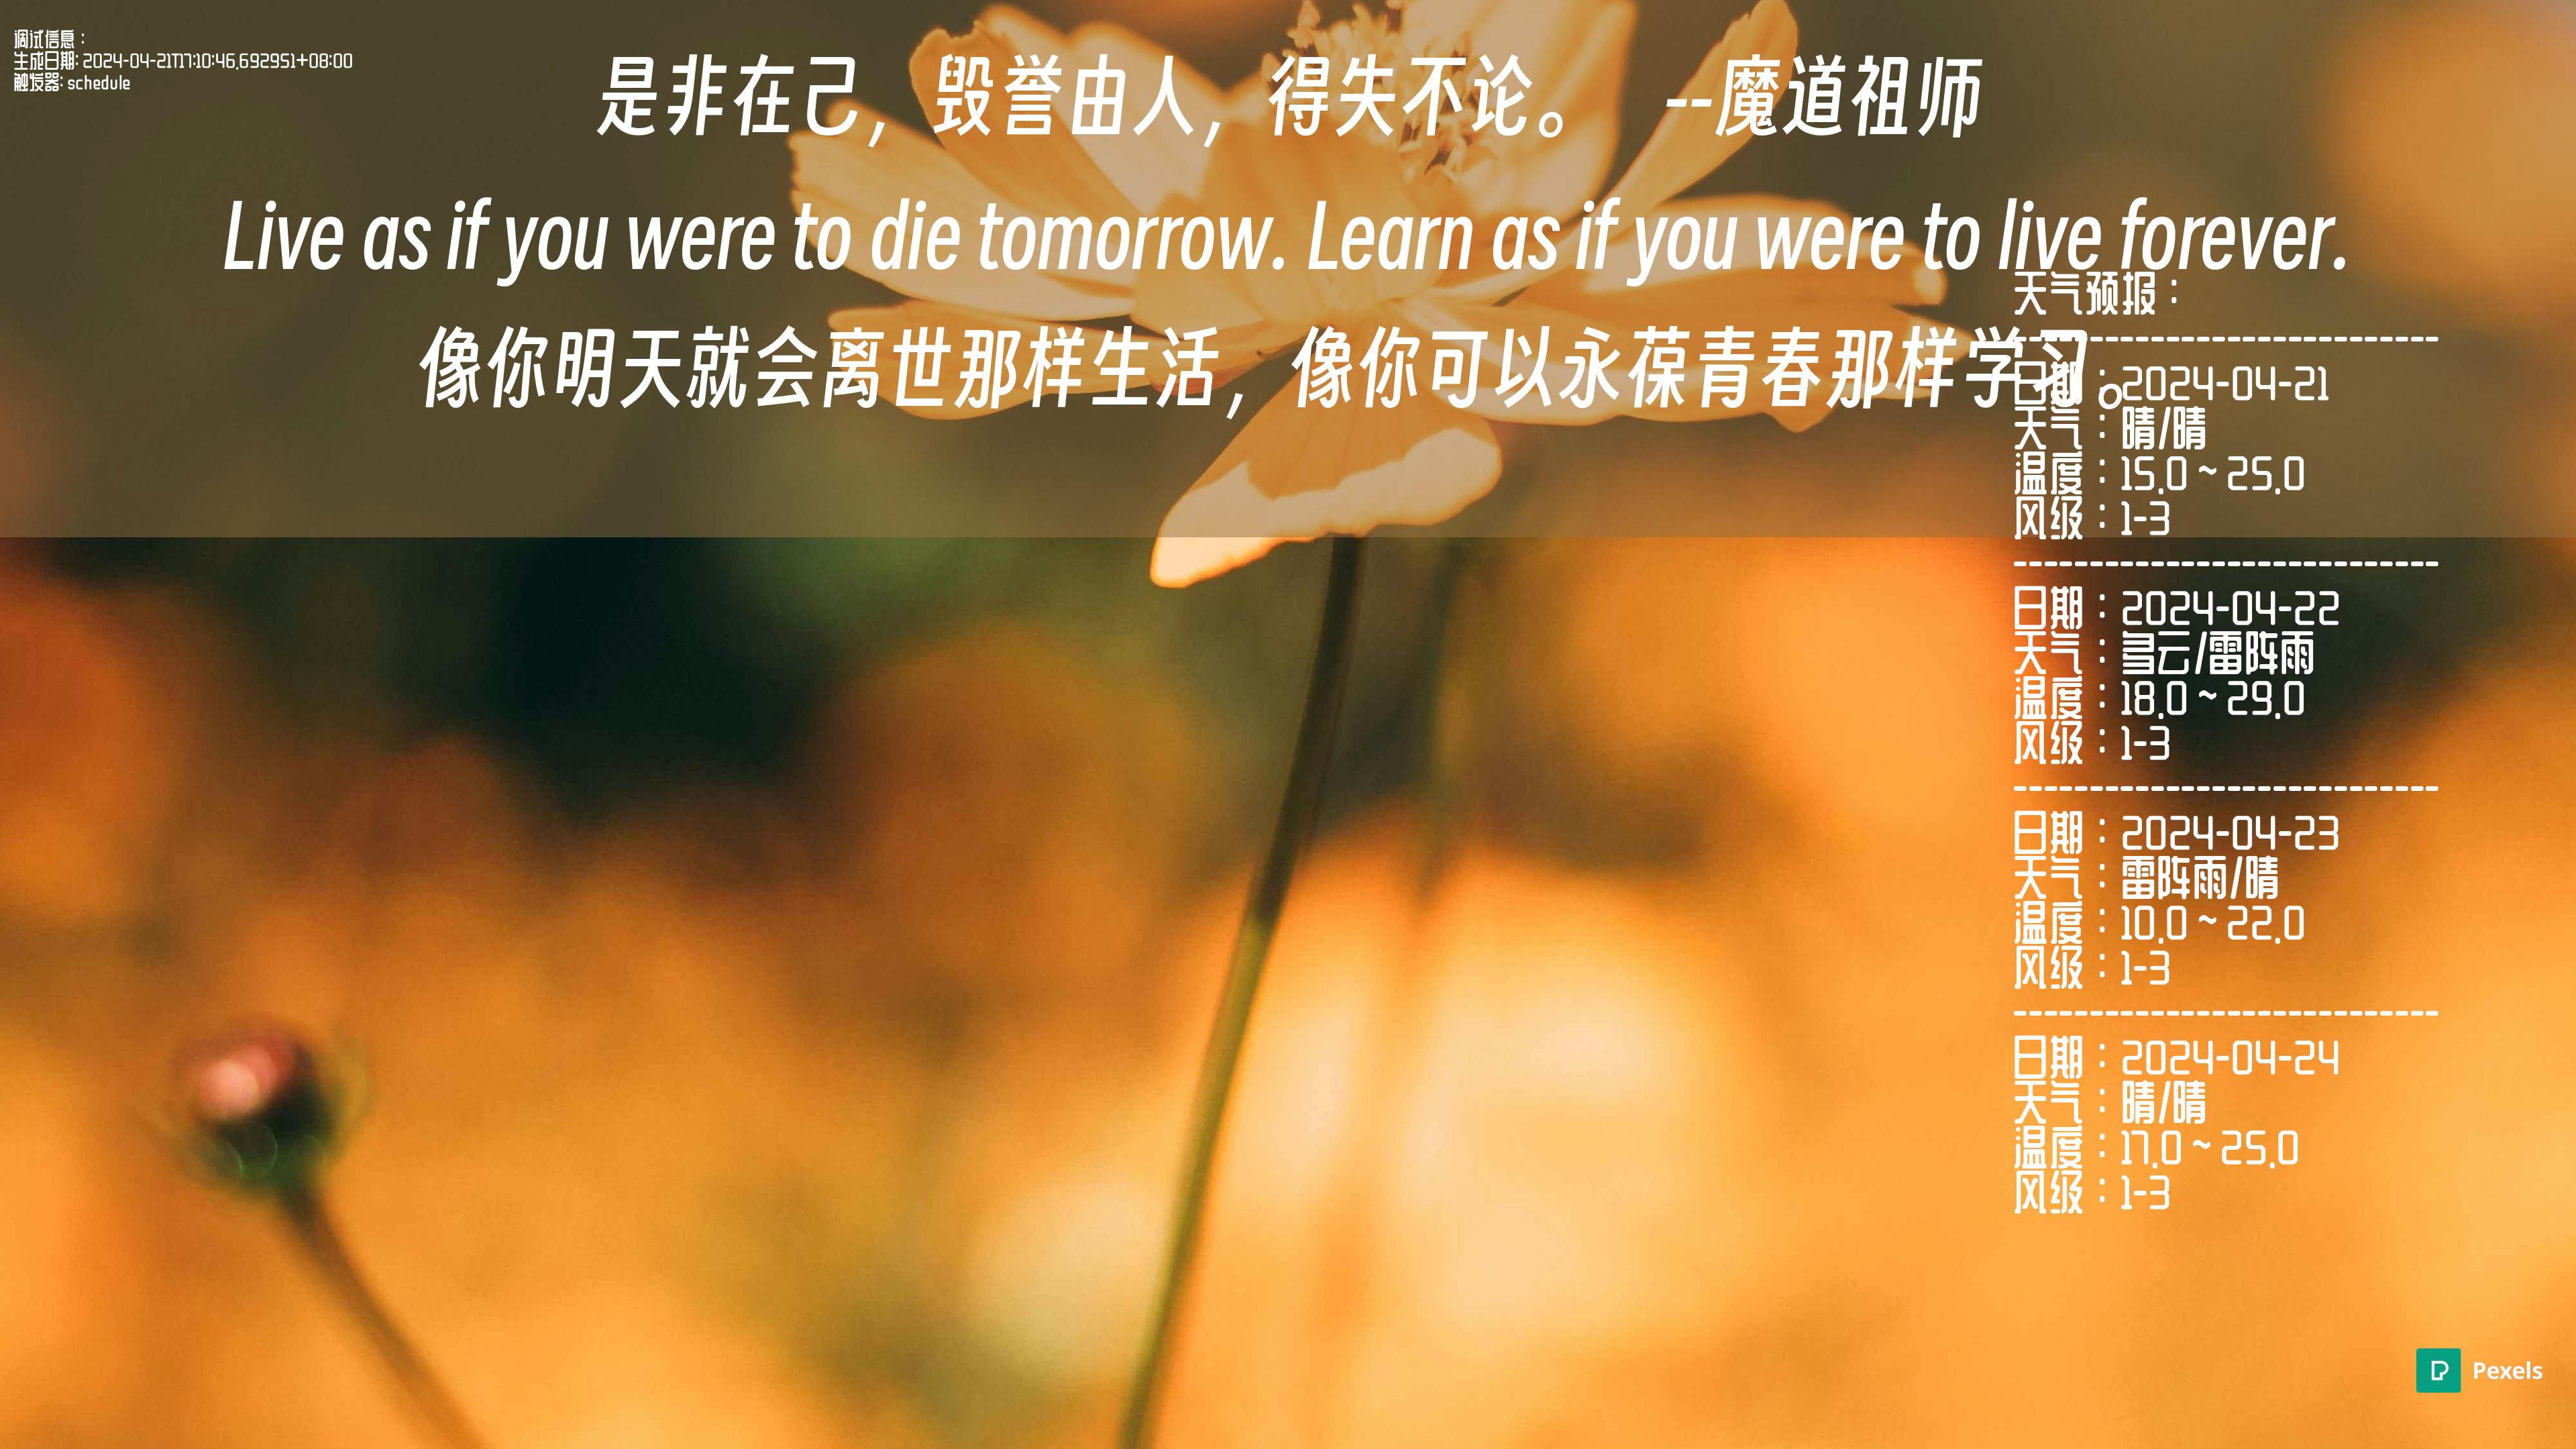 调试信息：
生成日期: 2024-04-21T17:10:46.692951+08:00
触发器: schedule
是非在己，毁誉由人，得失不论。 --魔道祖师
Live as if you were to die tomorrow. Learn as if you were to live forever.
像你明天就会离世那样生活，像你可以永葆青春那样学习。
天气预报：
----------------------------
日期：2024-04-21
天气：晴/晴
温度：15.0 ~ 25.0
风级：1-3
----------------------------
日期：2024-04-22
天气：多云/雷阵雨
温度：18.0 ~ 29.0
风级：1-3
----------------------------
日期：2024-04-23
天气：雷阵雨/晴
温度：10.0 ~ 22.0
风级：1-3
----------------------------
日期：2024-04-24
天气：晴/晴
温度：17.0 ~ 25.0
风级：1-3
Pexels